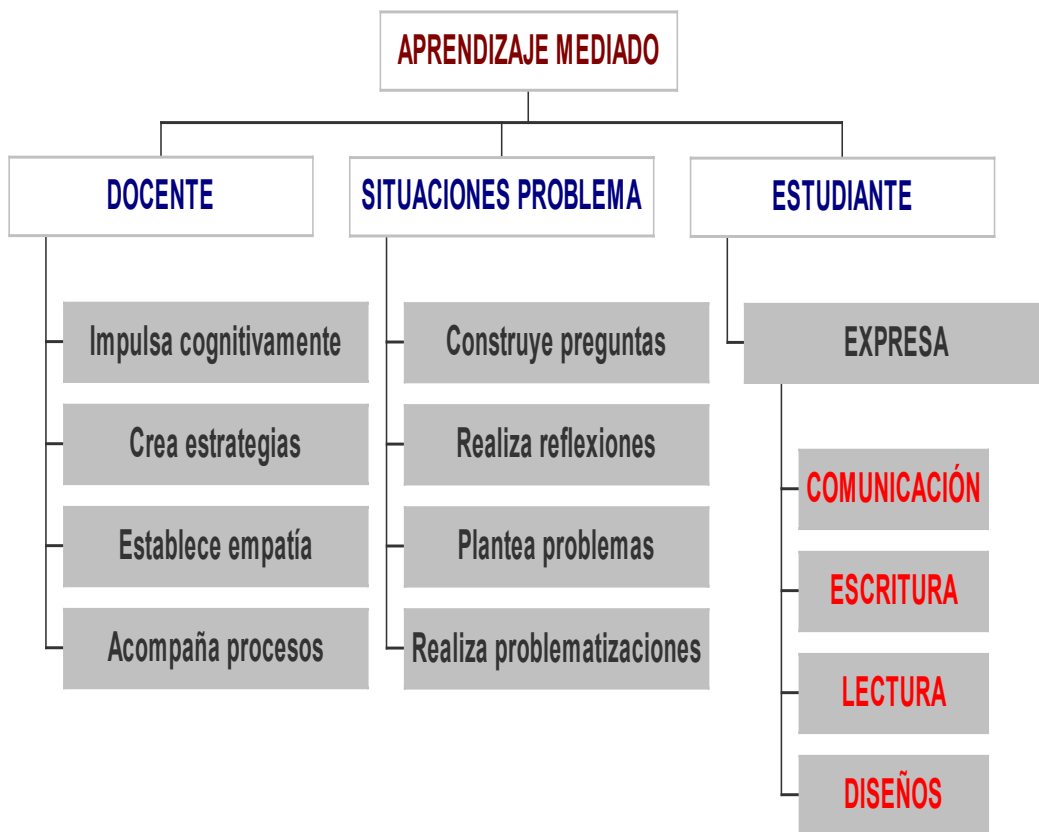 APRENDIZAJE MEDIADO
DOCENTE
Impulsa cognitivamente
Crea estrategias
Establece empatía
Acompaña procesos
SITUACIONES PROBLEMA
Construye preguntas
Realiza reflexiones
Plantea problemas
Realiza problematizaciones
ESTUDIANTE
EXPRESA
COMUNICACIÓN
ESCRITURA
LECTURA
DISEÑOS